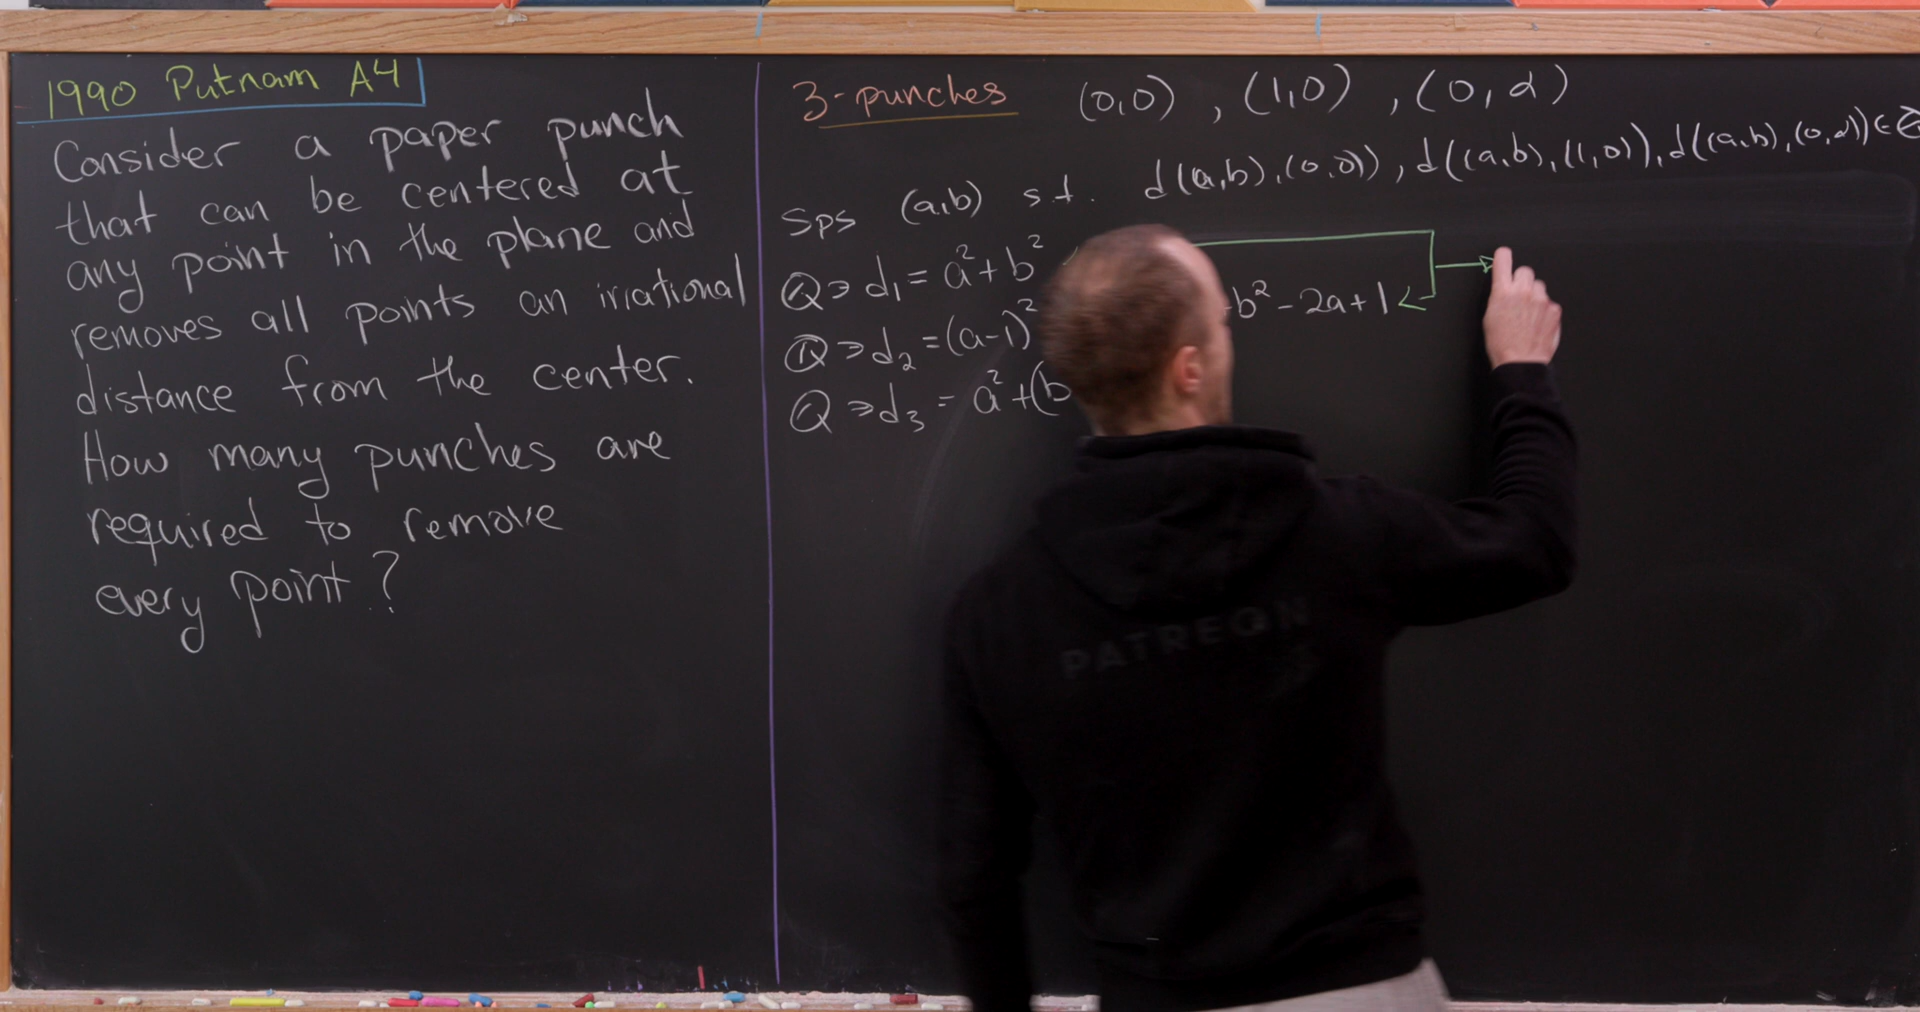 1990 Putnam A4
Consider a paper punch
that can be centered at
any point in the plane and
removes all points an irrational
distance from the center.
How many punches are
required to remove
every point?
3-punches (0,0), (1,0), (0,α)
Sps (a,b) s.t. d((a,b),(0,0)), d((a,b),(1,0)), d((a,b),(0,α)) ∈
Q ∋ d₁ = a² + b²
Q ∋ d₂ = (a-1)² +b² - 2a + 1
Q ∋ d₃ = a² + (b
PATREON